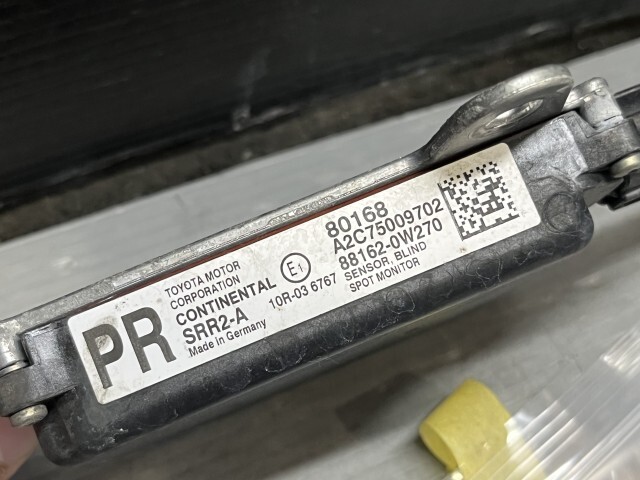 PR
TOYOTA MOTOR
CORPORATION
CONTINENTAL
SRR2-A
Made in Germany
E1
10R-03 6767
80168
A2C75009702
88162-0W270
SENSOR, BLIND
SPOT MONITOR